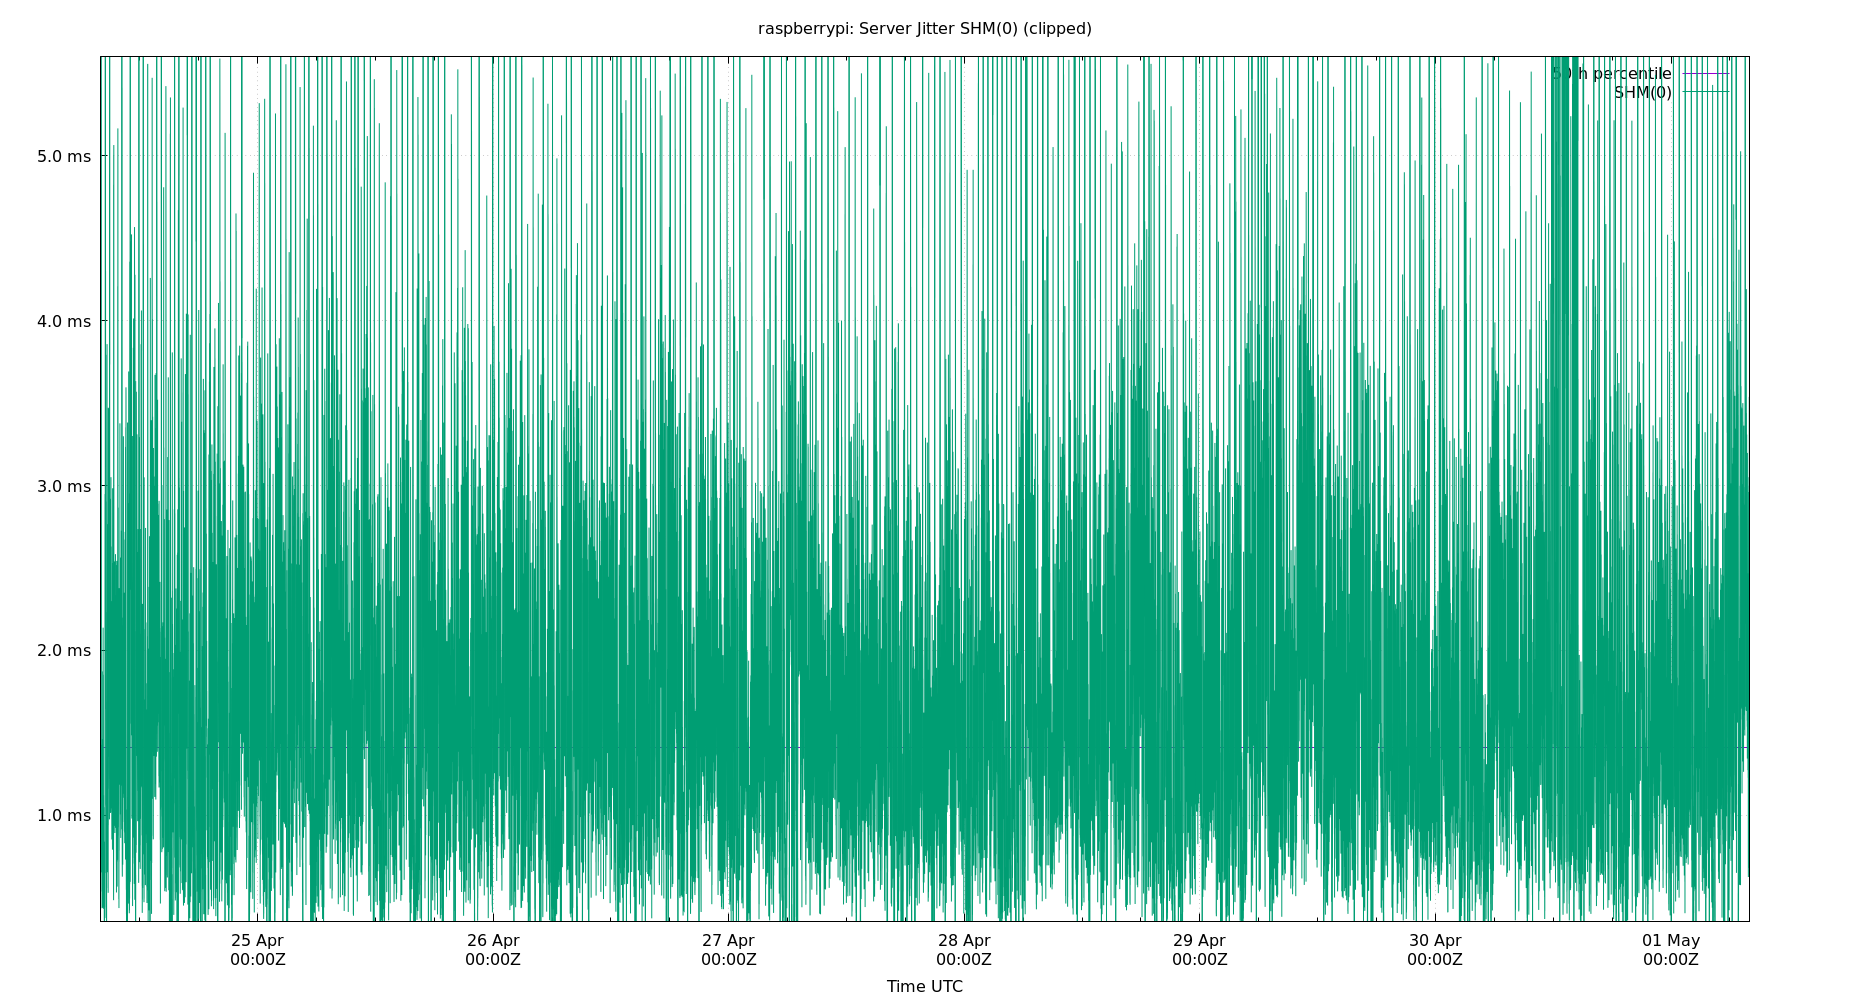 raspberrypi: Server Jitter SHM(0) (clipped)
50th percentile
SHM(0)
5.0 ms
4.0 ms
3.0 ms
2.0 ms
1.0 ms
25 Apr 26 Apr 27 Apr 28 Apr 29 Apr 30 Apr 01 May
00:00Z 00:00Z 00:00Z 00:00Z 00:00Z 00:00Z 00:00Z
Time UTC